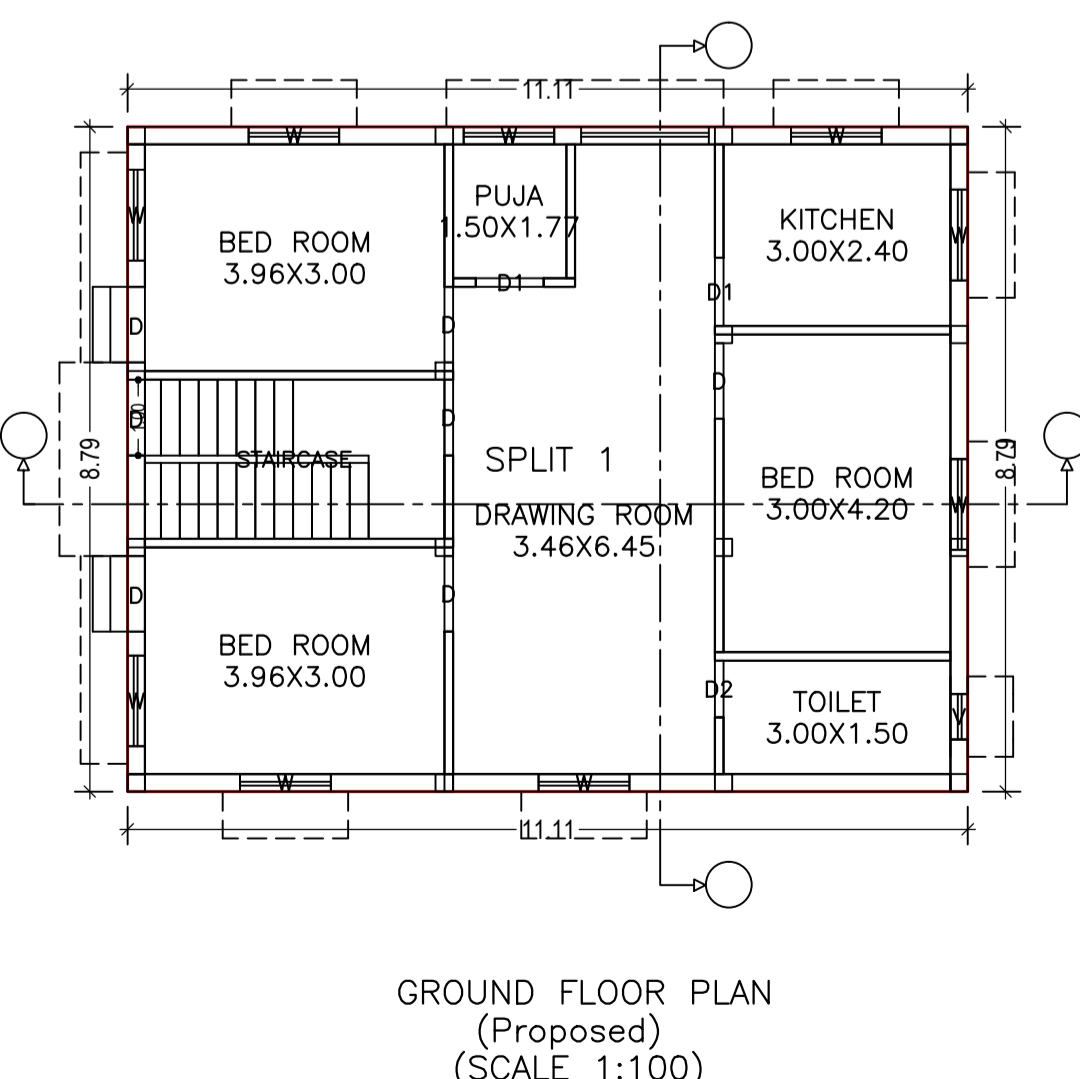 11.11
W
W
W
W
PUJA
1.50X1.77
KITCHEN
3.00X2.40
W
BED ROOM
3.96X3.00
D1
D1
D
D
D
D
D
STAIRCASE
8.79
SPLIT 1
8.79
BED ROOM
3.00X4.20
W
DRAWING ROOM
3.46X6.45
D
D
BED ROOM
3.96X3.00
D2
W
TOILET
3.00X1.50
V
W
W
11.11
GROUND FLOOR PLAN
(Proposed)
(SCALE 1:100)